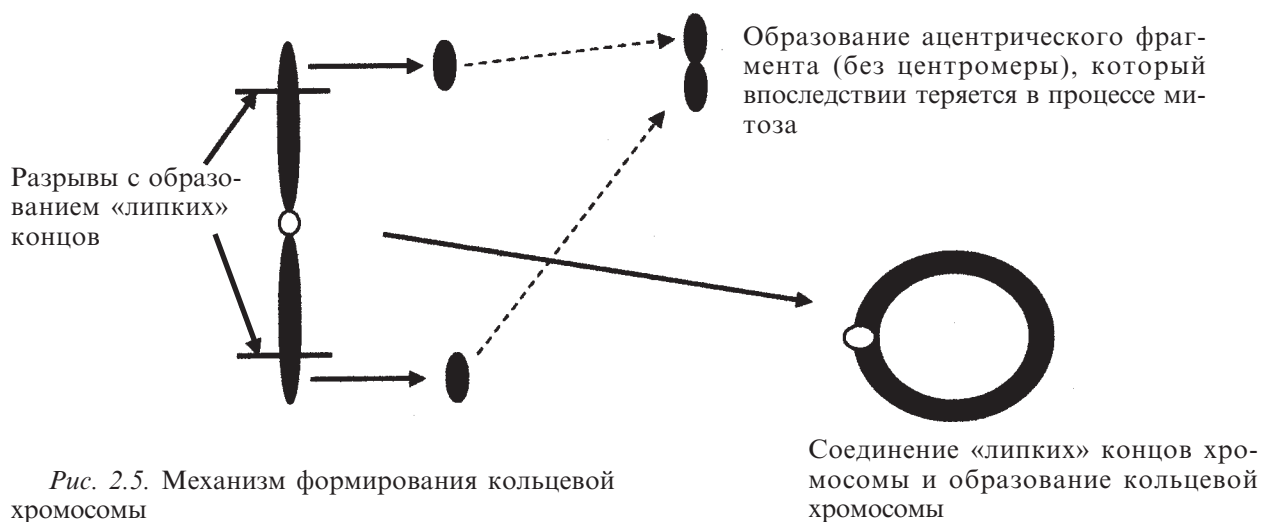 Образование ацентрического фраг-
мента (без центромеры), который
впоследствии теряется в процессе ми-
тоза
Разрывы с образо-
ванием «липких»
концов
Соединение «липких» концов хро-
мосомы и образование кольцевой
хромосомы
Рис. 2.5. Механизм формирования кольцевой
хромосомы